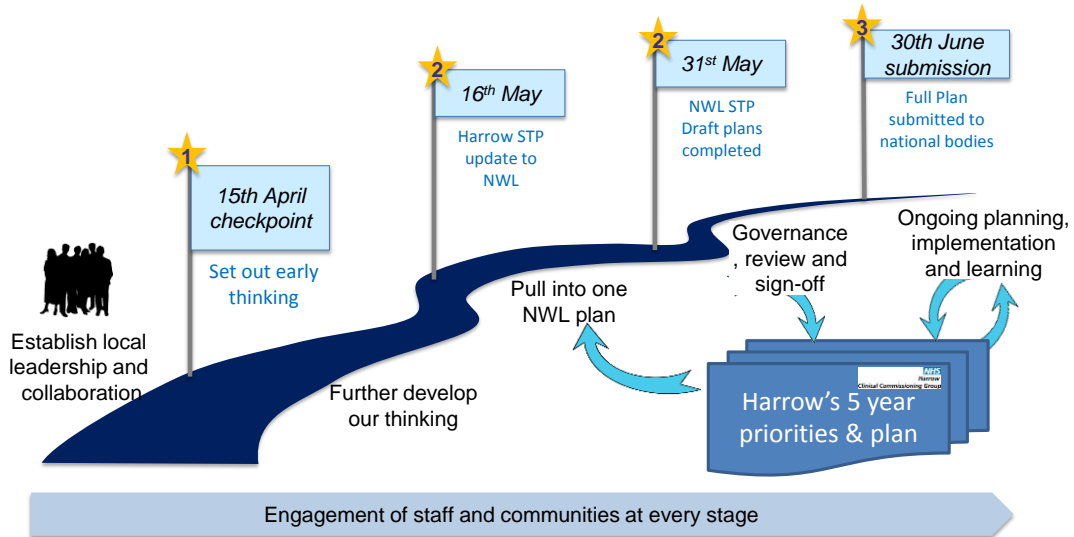 1
15th April
checkpoint
Set out early
thinking
2
16th May
Harrow STP
update to
NWL
2
31st May
NWL STP
Draft plans
completed
3
30th June
submission
Full Plan
submitted to
national bodies
Establish local
leadership and
collaboration
Further develop
our thinking
Pull into one
NWL plan
Governance
, review and
sign-off
Ongoing planning,
implementation
and learning
NHS
Harrow
Clinical Commissioning Group
Harrow’s 5 year
priorities & plan
Engagement of staff and communities at every stage